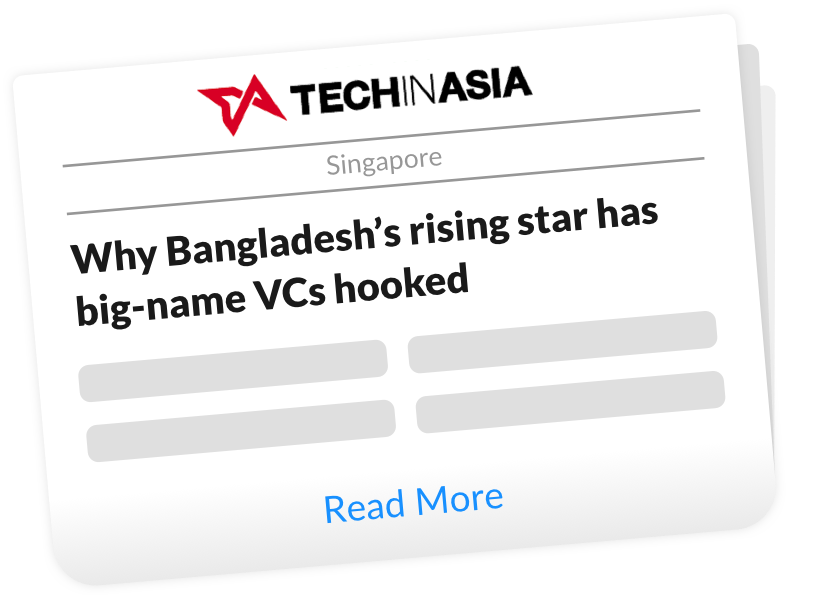 TECHINASIA
Singapore
Why Bangladesh’s rising star has
big-name VCs hooked
Read More